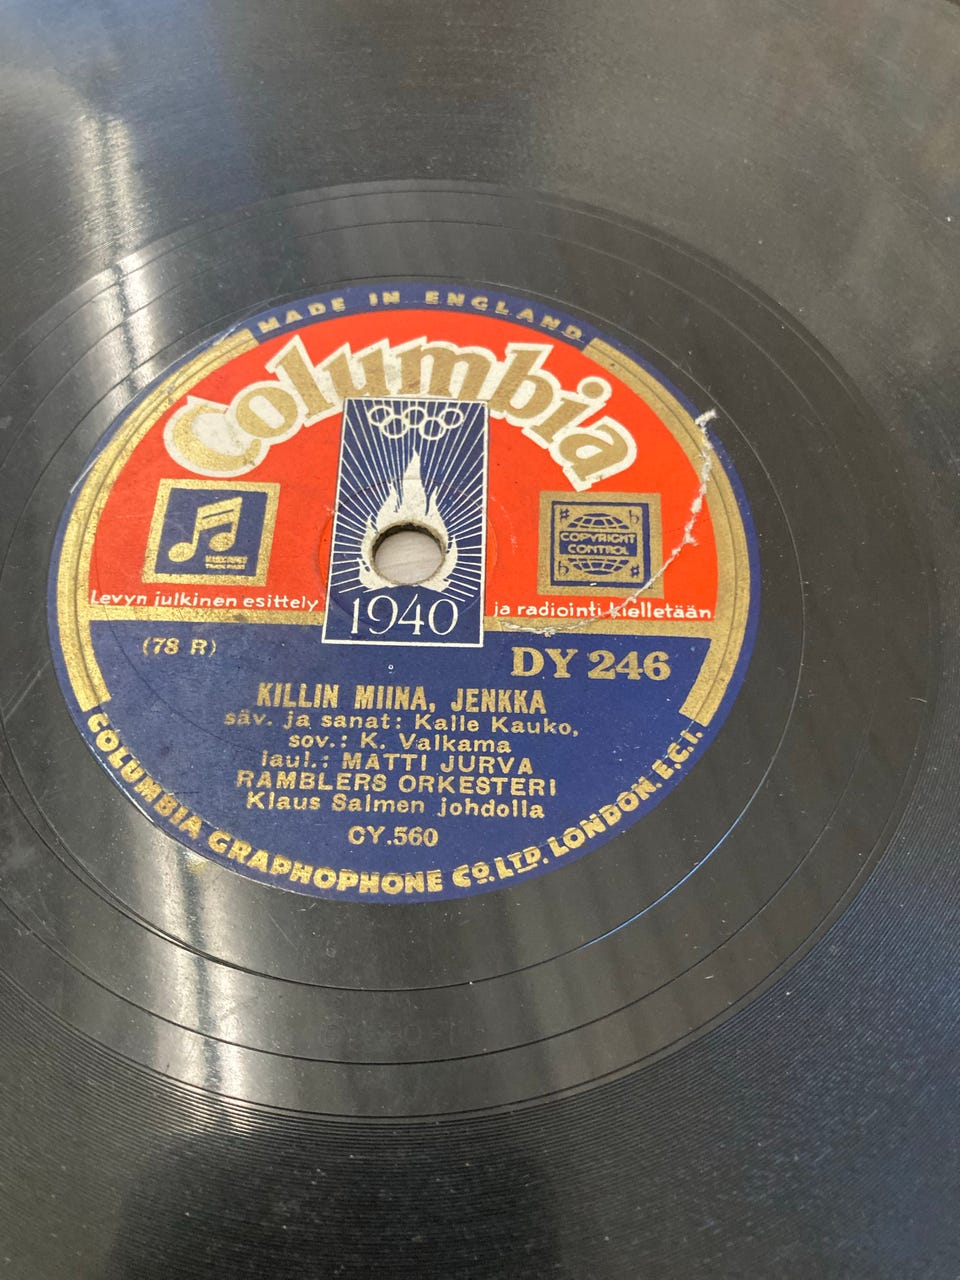 MADE IN ENGLAND
Columbia
COPYRIGHT
CONTROL
Levyn julkinen esittely ja radiointi kielletään
1940
(78 R)
DY 246
KILLIN MIINA, JENKKA
säv. ja sanat: Kalle Kauko,
sov.: K. Valkama
laul.: MATTI JURVA
RAMBLERS ORKESTERI
Klaus Salmen johdolla
CY.560
COLUMBIA GRAPHOPHONE CO. LTD. LONDON. E.C.1.